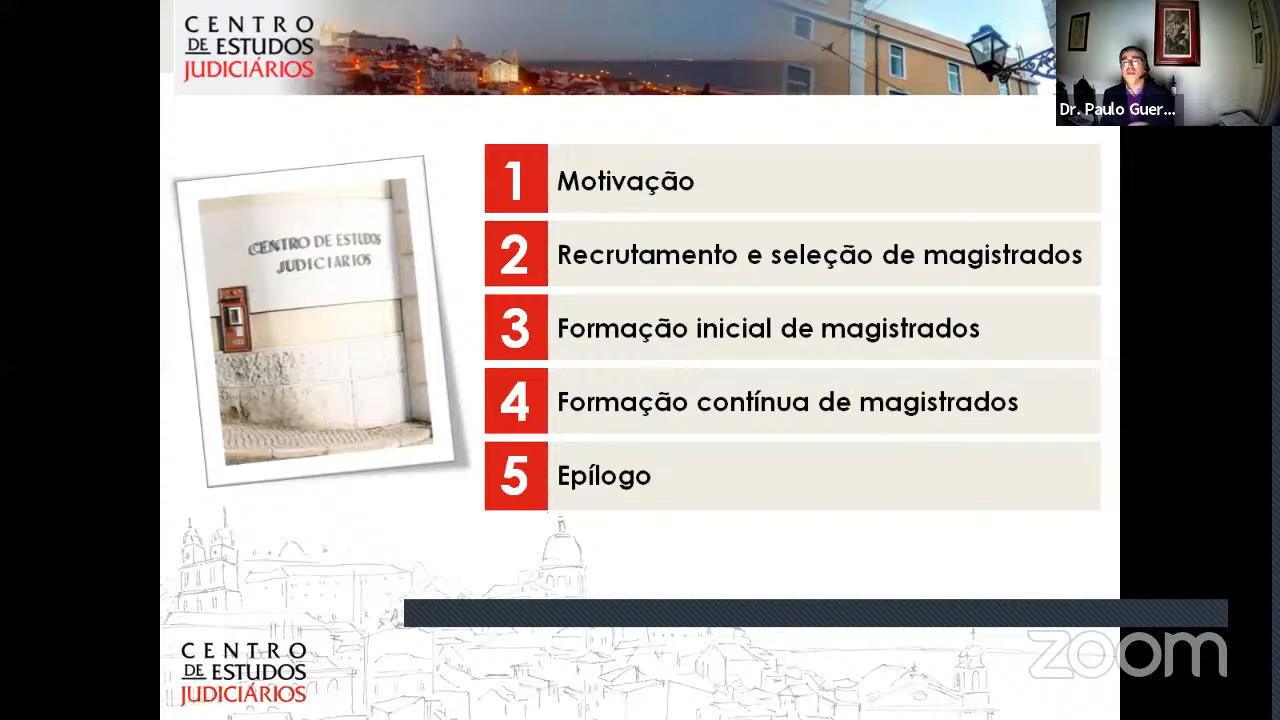 CENTRO
DE ESTUDOS
JUDICIÁRIOS
Dr. Paulo Guer...
CENTRO DE ESTUDOS
JUDICIARIOS
1 Motivação
2 Recrutamento e seleção de magistrados
3 Formação inicial de magistrados
4 Formação contínua de magistrados
5 Epílogo
CENTRO
DE ESTUDOS
JUDICIÁRIOS
zoom